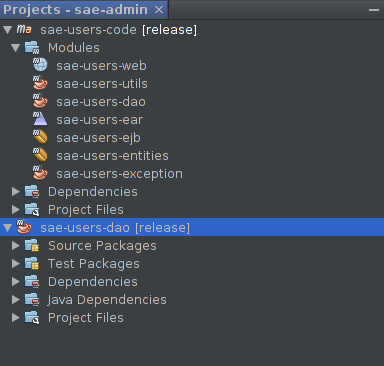 Projects - sae-admin ×
sae-users-code [release]
Modules
sae-users-web
sae-users-utils
sae-users-dao
sae-users-ear
sae-users-ejb
sae-users-entities
sae-users-exception
Dependencies
Project Files
sae-users-dao [release]
Source Packages
Test Packages
Dependencies
Java Dependencies
Project Files